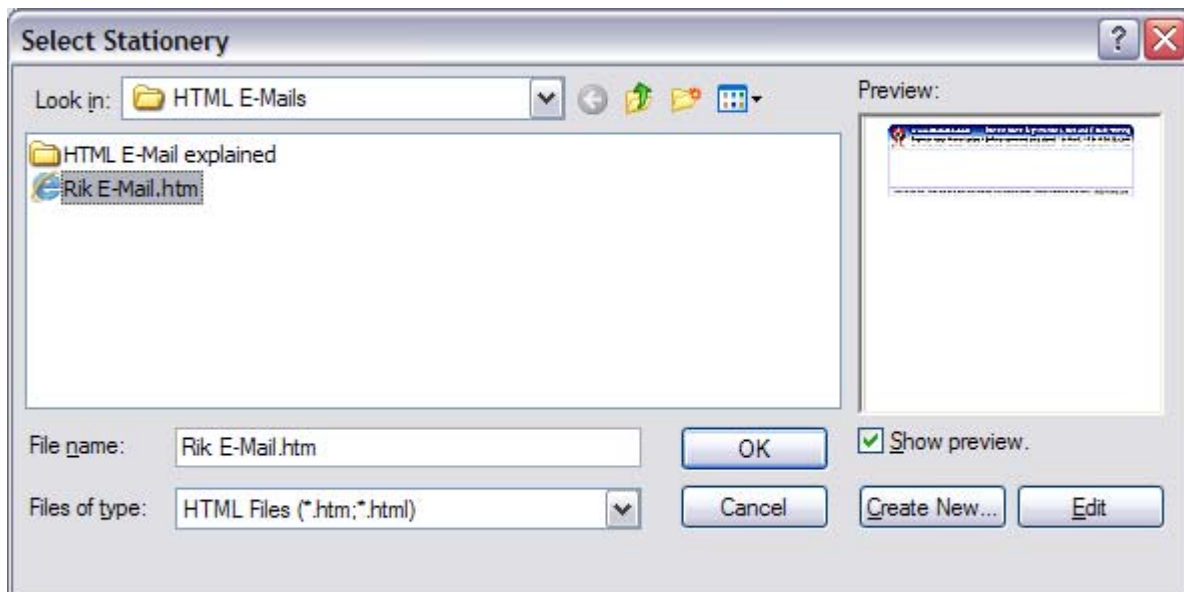 Select Stationery
Look in: HTML E-Mails
Preview:
HTML E-Mail explained
Rik E-Mail.htm
File name: Rik E-Mail.htm
OK
Show preview.
Files of type: HTML Files (*.htm;*.html)
Cancel
Create New...
Edit